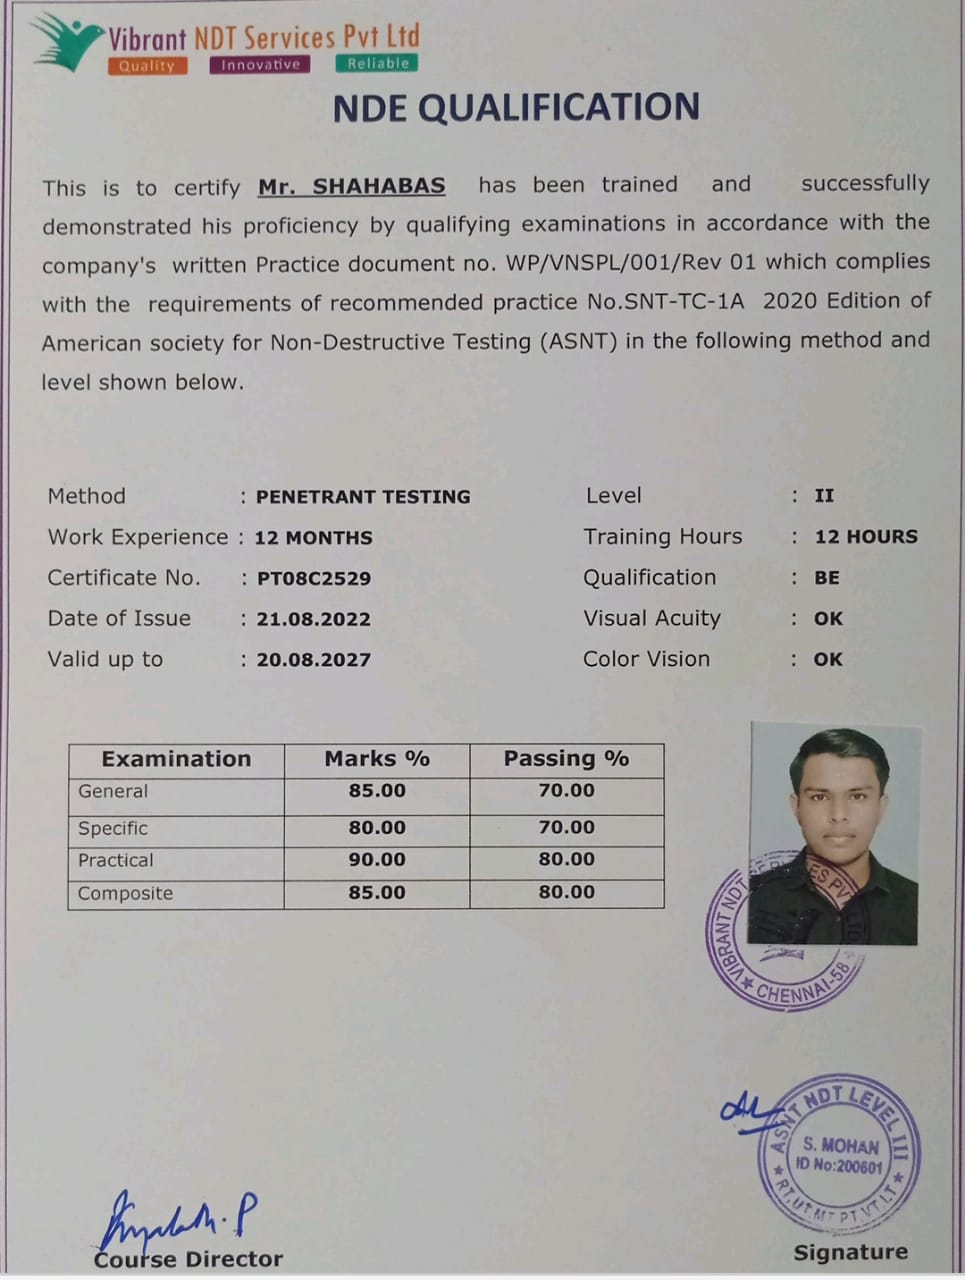 Vibrant NDT Services Pvt Ltd
Quality Innovative Reliable
NDE QUALIFICATION
This is to certify Mr. SHAHABAS has been trained and successfully
demonstrated his proficiency by qualifying examinations in accordance with the
company's written Practice document no. WP/VNSPL/001/Rev 01 which complies
with the requirements of recommended practice No.SNT-TC-1A 2020 Edition of
American society for Non-Destructive Testing (ASNT) in the following method and
level shown below.
Method : PENETRANT TESTING Level : II
Work Experience : 12 MONTHS Training Hours : 12 HOURS
Certificate No. : PT08C2529 Qualification : BE
Date of Issue : 21.08.2022 Visual Acuity : OK
Valid up to : 20.08.2027 Color Vision : OK
Examination Marks % Passing %
General 85.00 70.00
Specific 80.00 70.00
Practical 90.00 80.00
Composite 85.00 80.00
VIBRANT NDT SERVICES PVT LTD
★ CHENNAI-58 ★
ASNT NDT LEVEL III
S. MOHAN
ID No:200601
★ RT.UT.MT PT.VT.LT ★
Course Director
Signature